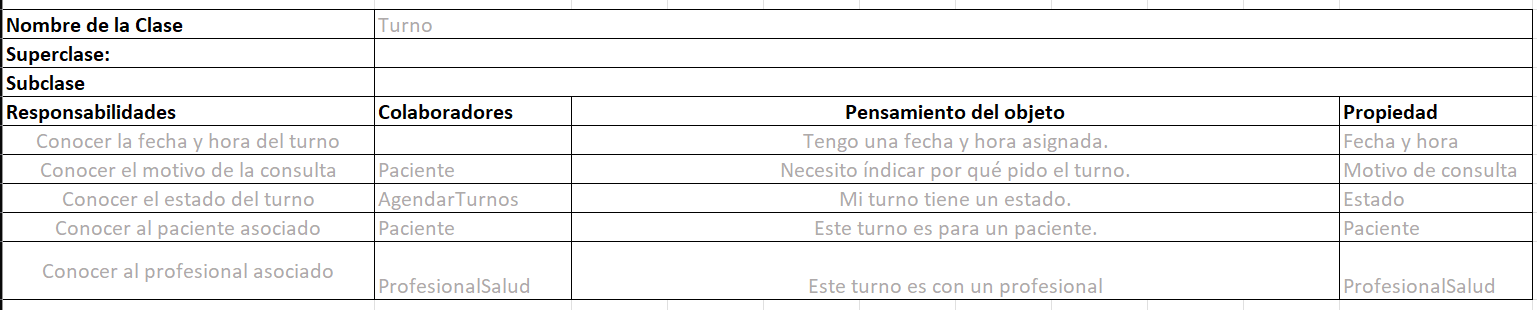 Nombre de la Clase Turno
Superclase:
Subclase
Responsabilidades Colaboradores Pensamiento del objeto Propiedad
Conocer la fecha y hora del turno Tengo una fecha y hora asignada. Fecha y hora
Conocer el motivo de la consulta Paciente Necesito índicar por qué pido el turno. Motivo de consulta
Conocer el estado del turno AgendarTurnos Mi turno tiene un estado. Estado
Conocer al paciente asociado Paciente Este turno es para un paciente. Paciente
Conocer al profesional asociado ProfesionalSalud Este turno es con un profesional ProfesionalSalud